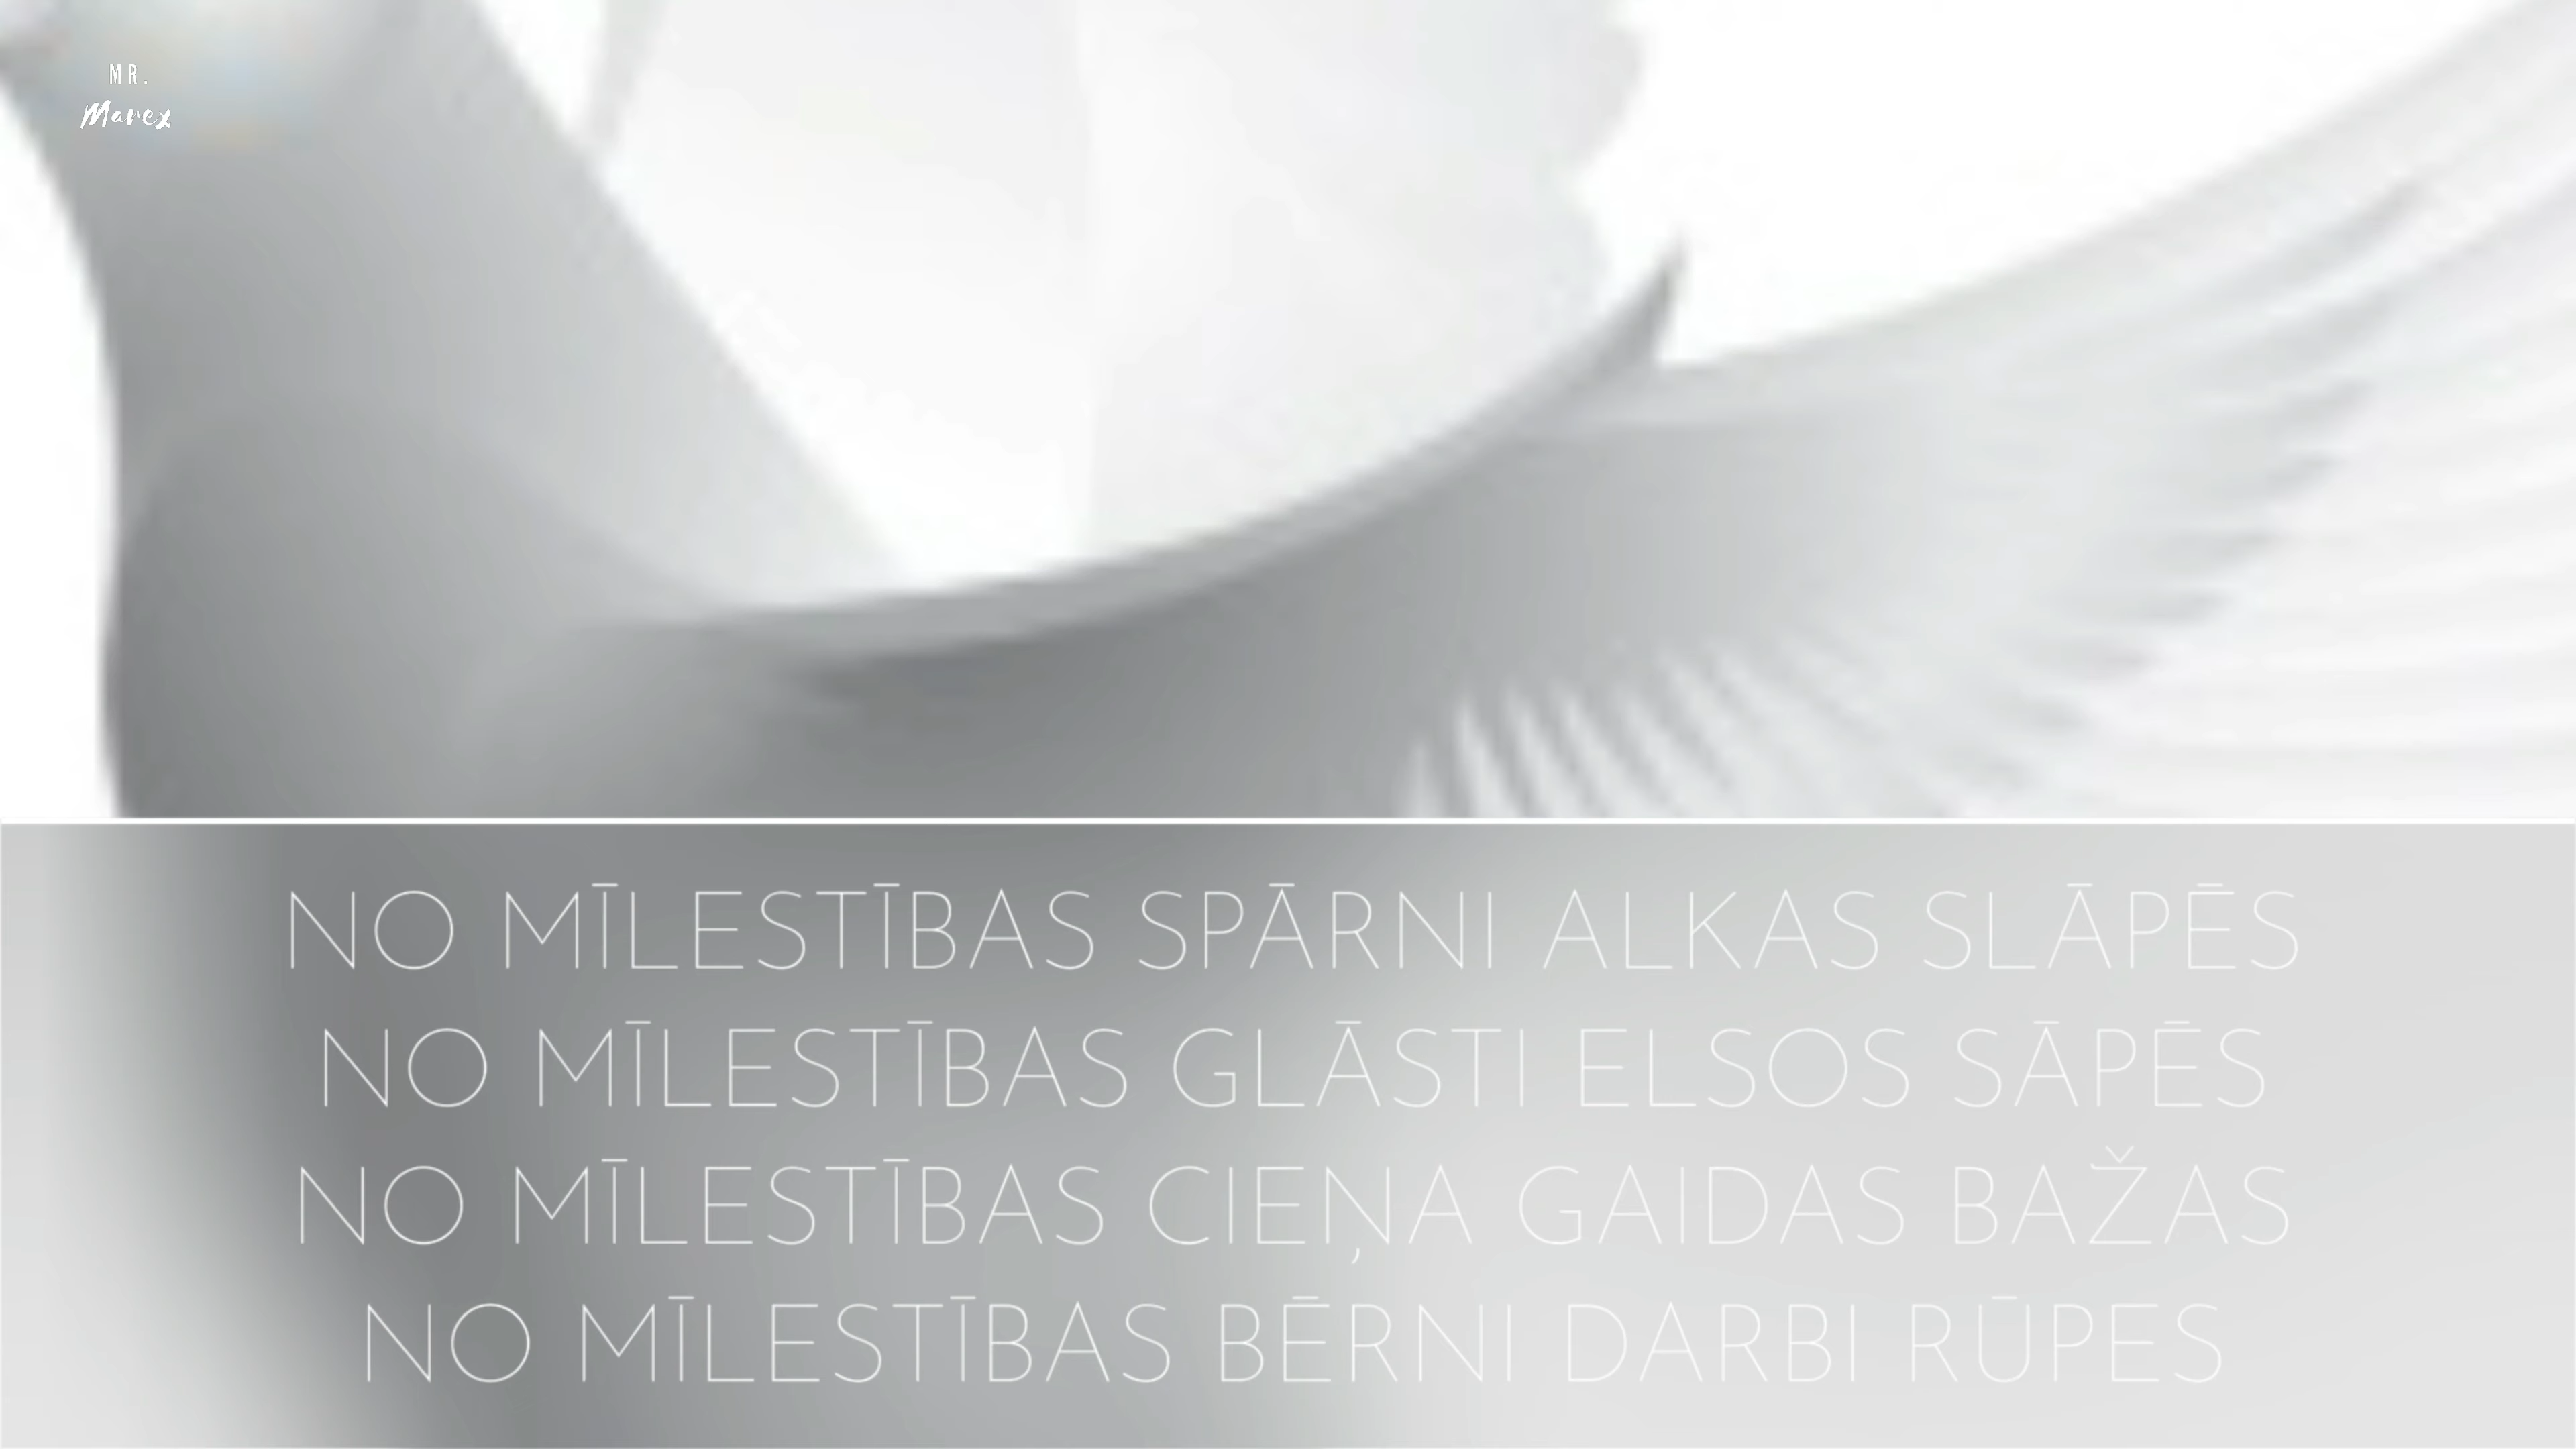 MR.
Marex
NO MĪLESTĪBAS SPĀRNI ALKAS SLĀPĒS
NO MĪLESTĪBAS GLĀSTI ELSOS SĀPĒS
NO MĪLESTĪBAS CIEŅA GAIDAS BAŽAS
NO MĪLESTĪBAS BĒRNI DARBI RŪPES